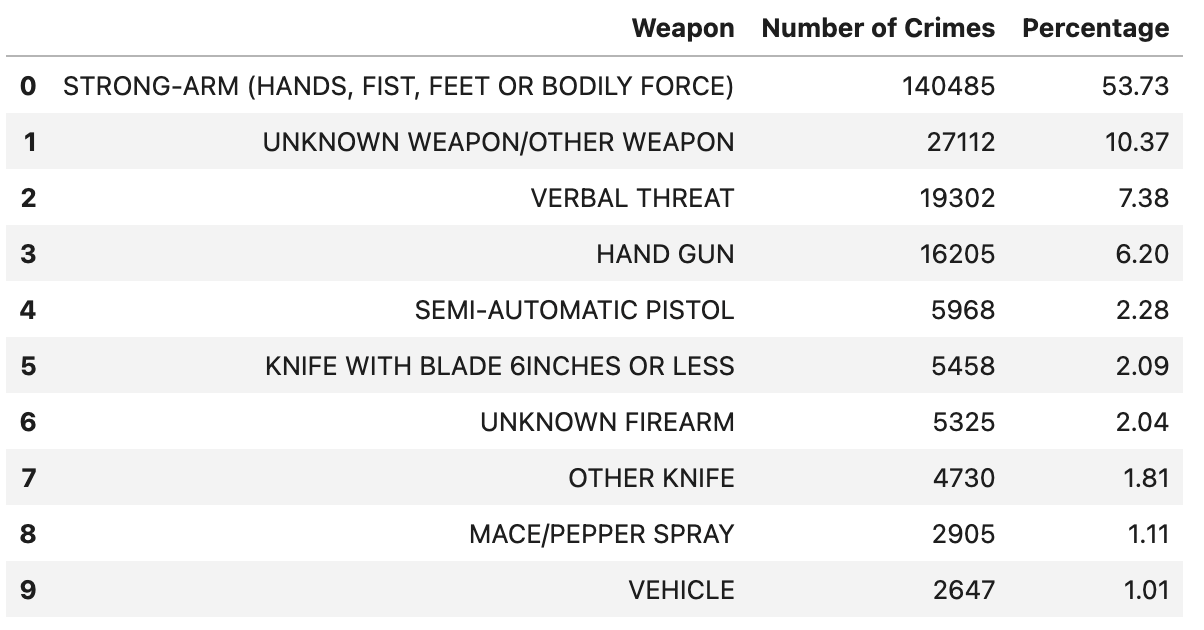 Weapon Number of Crimes Percentage
0 STRONG-ARM (HANDS, FIST, FEET OR BODILY FORCE) 140485 53.73
1 UNKNOWN WEAPON/OTHER WEAPON 27112 10.37
2 VERBAL THREAT 19302 7.38
3 HAND GUN 16205 6.20
4 SEMI-AUTOMATIC PISTOL 5968 2.28
5 KNIFE WITH BLADE 6INCHES OR LESS 5458 2.09
6 UNKNOWN FIREARM 5325 2.04
7 OTHER KNIFE 4730 1.81
8 MACE/PEPPER SPRAY 2905 1.11
9 VEHICLE 2647 1.01